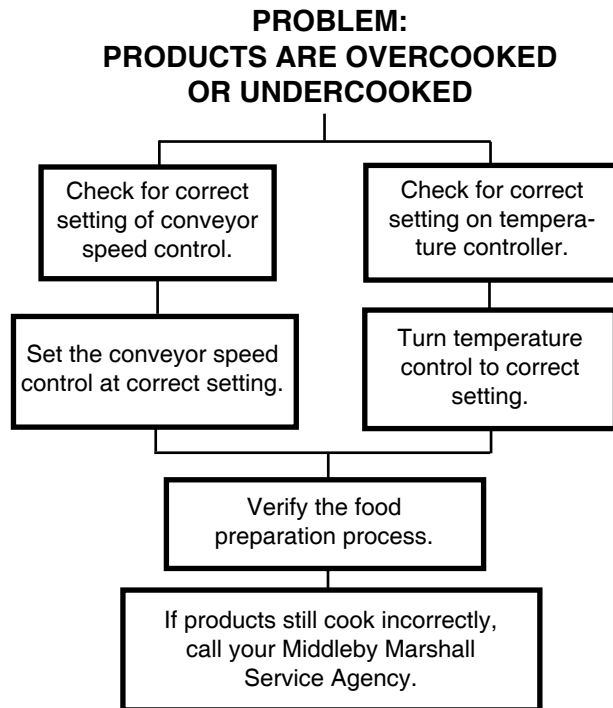 PROBLEM:
PRODUCTS ARE OVERCOOKED
OR UNDERCOOKED
Check for correct
setting of conveyor
speed control.
Check for correct
setting on tempera-
ture controller.
Set the conveyor speed
control at correct setting.
Turn temperature
control to correct
setting.
Verify the food
preparation process.
If products still cook incorrectly,
call your Middleby Marshall
Service Agency.